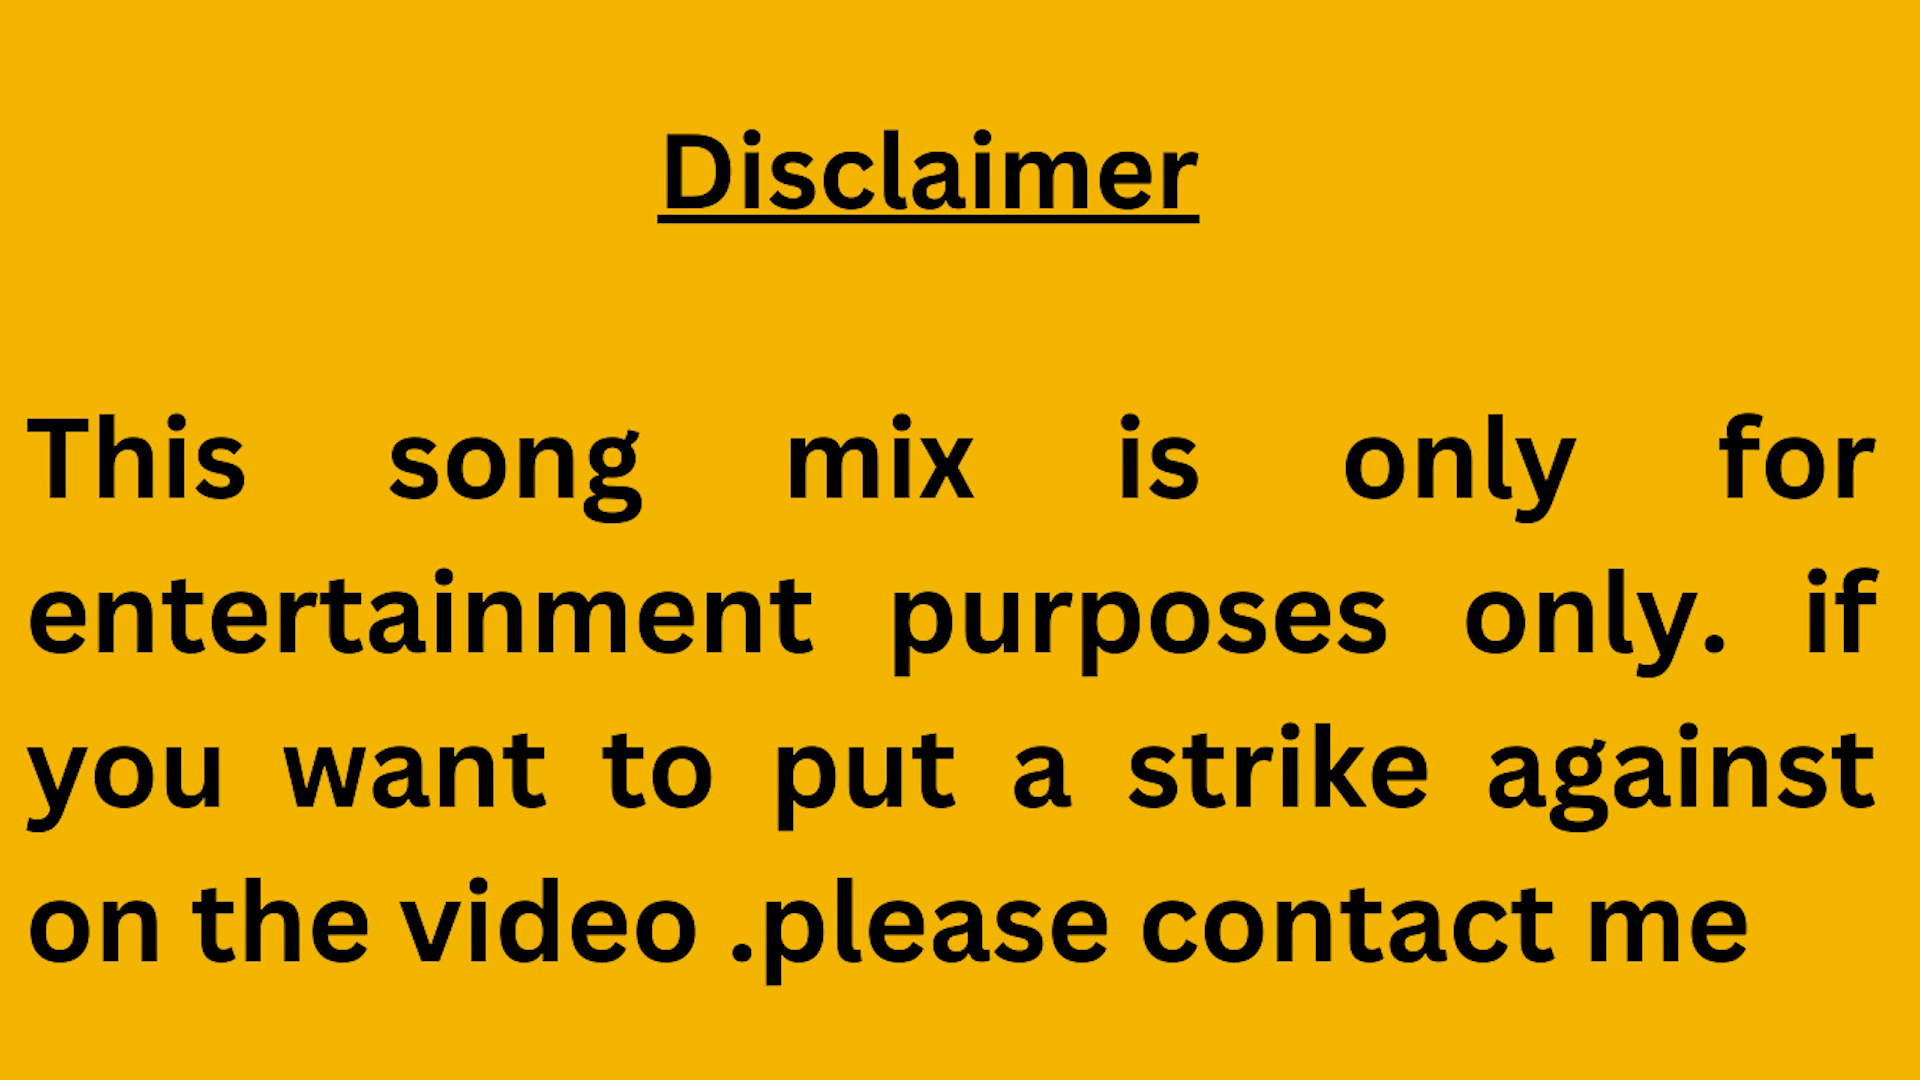 Disclaimer
This song mix is only for
entertainment purposes only. if
you want to put a strike against
on the video .please contact me